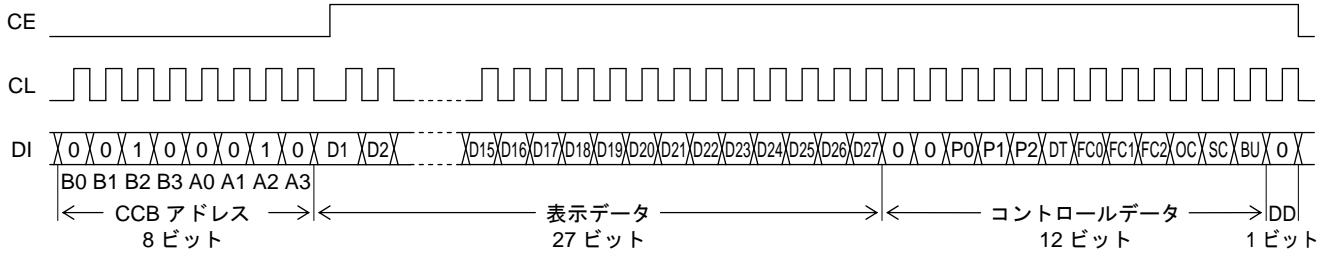 CE
CL
DI 0 0 1 0 0 0 1 0 D1 D2 D15 D16 D17 D18 D19 D20 D21 D22 D23 D24 D25 D26 D27 0 0 P0 P1 P2 DT FC0 FC1 FC2 OC SC BU 0
B0 B1 B2 B3 A0 A1 A2 A3
CCB アドレス 表示データ コントロールデータ DD
8 ビット 27 ビット 12 ビット 1 ビット